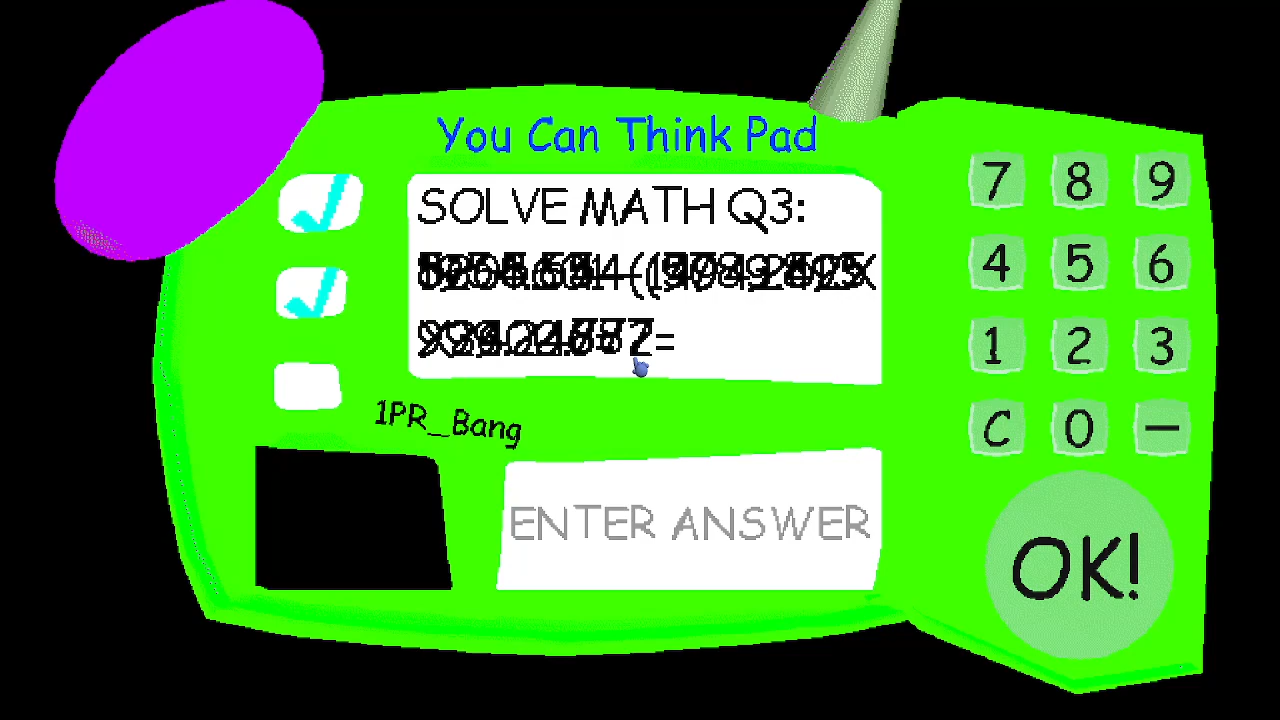 You Can Think Pad
SOLVE MATH Q3:
1PR_Bang
ENTER ANSWER
7 8 9
4 5 6
1 2 3
C 0 —
OK!